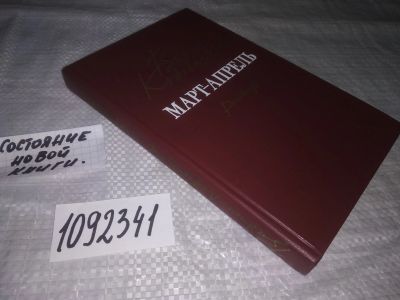 МАРТ-АПРЕЛЬ
СОСТОЯНИЕ
НОВОЙ
КНИГИ.
1092341